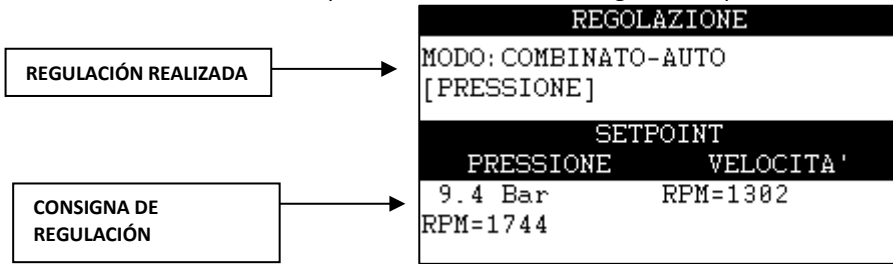 REGOLAZIONE
REGULACIÓN REALIZADA
MODO:COMBINATO-AUTO
[PRESSIONE]
SETPOINT
PRESSIONE VELOCITA'
CONSIGNA DE
REGULACIÓN
9.4 Bar RPM=1302
RPM=1744